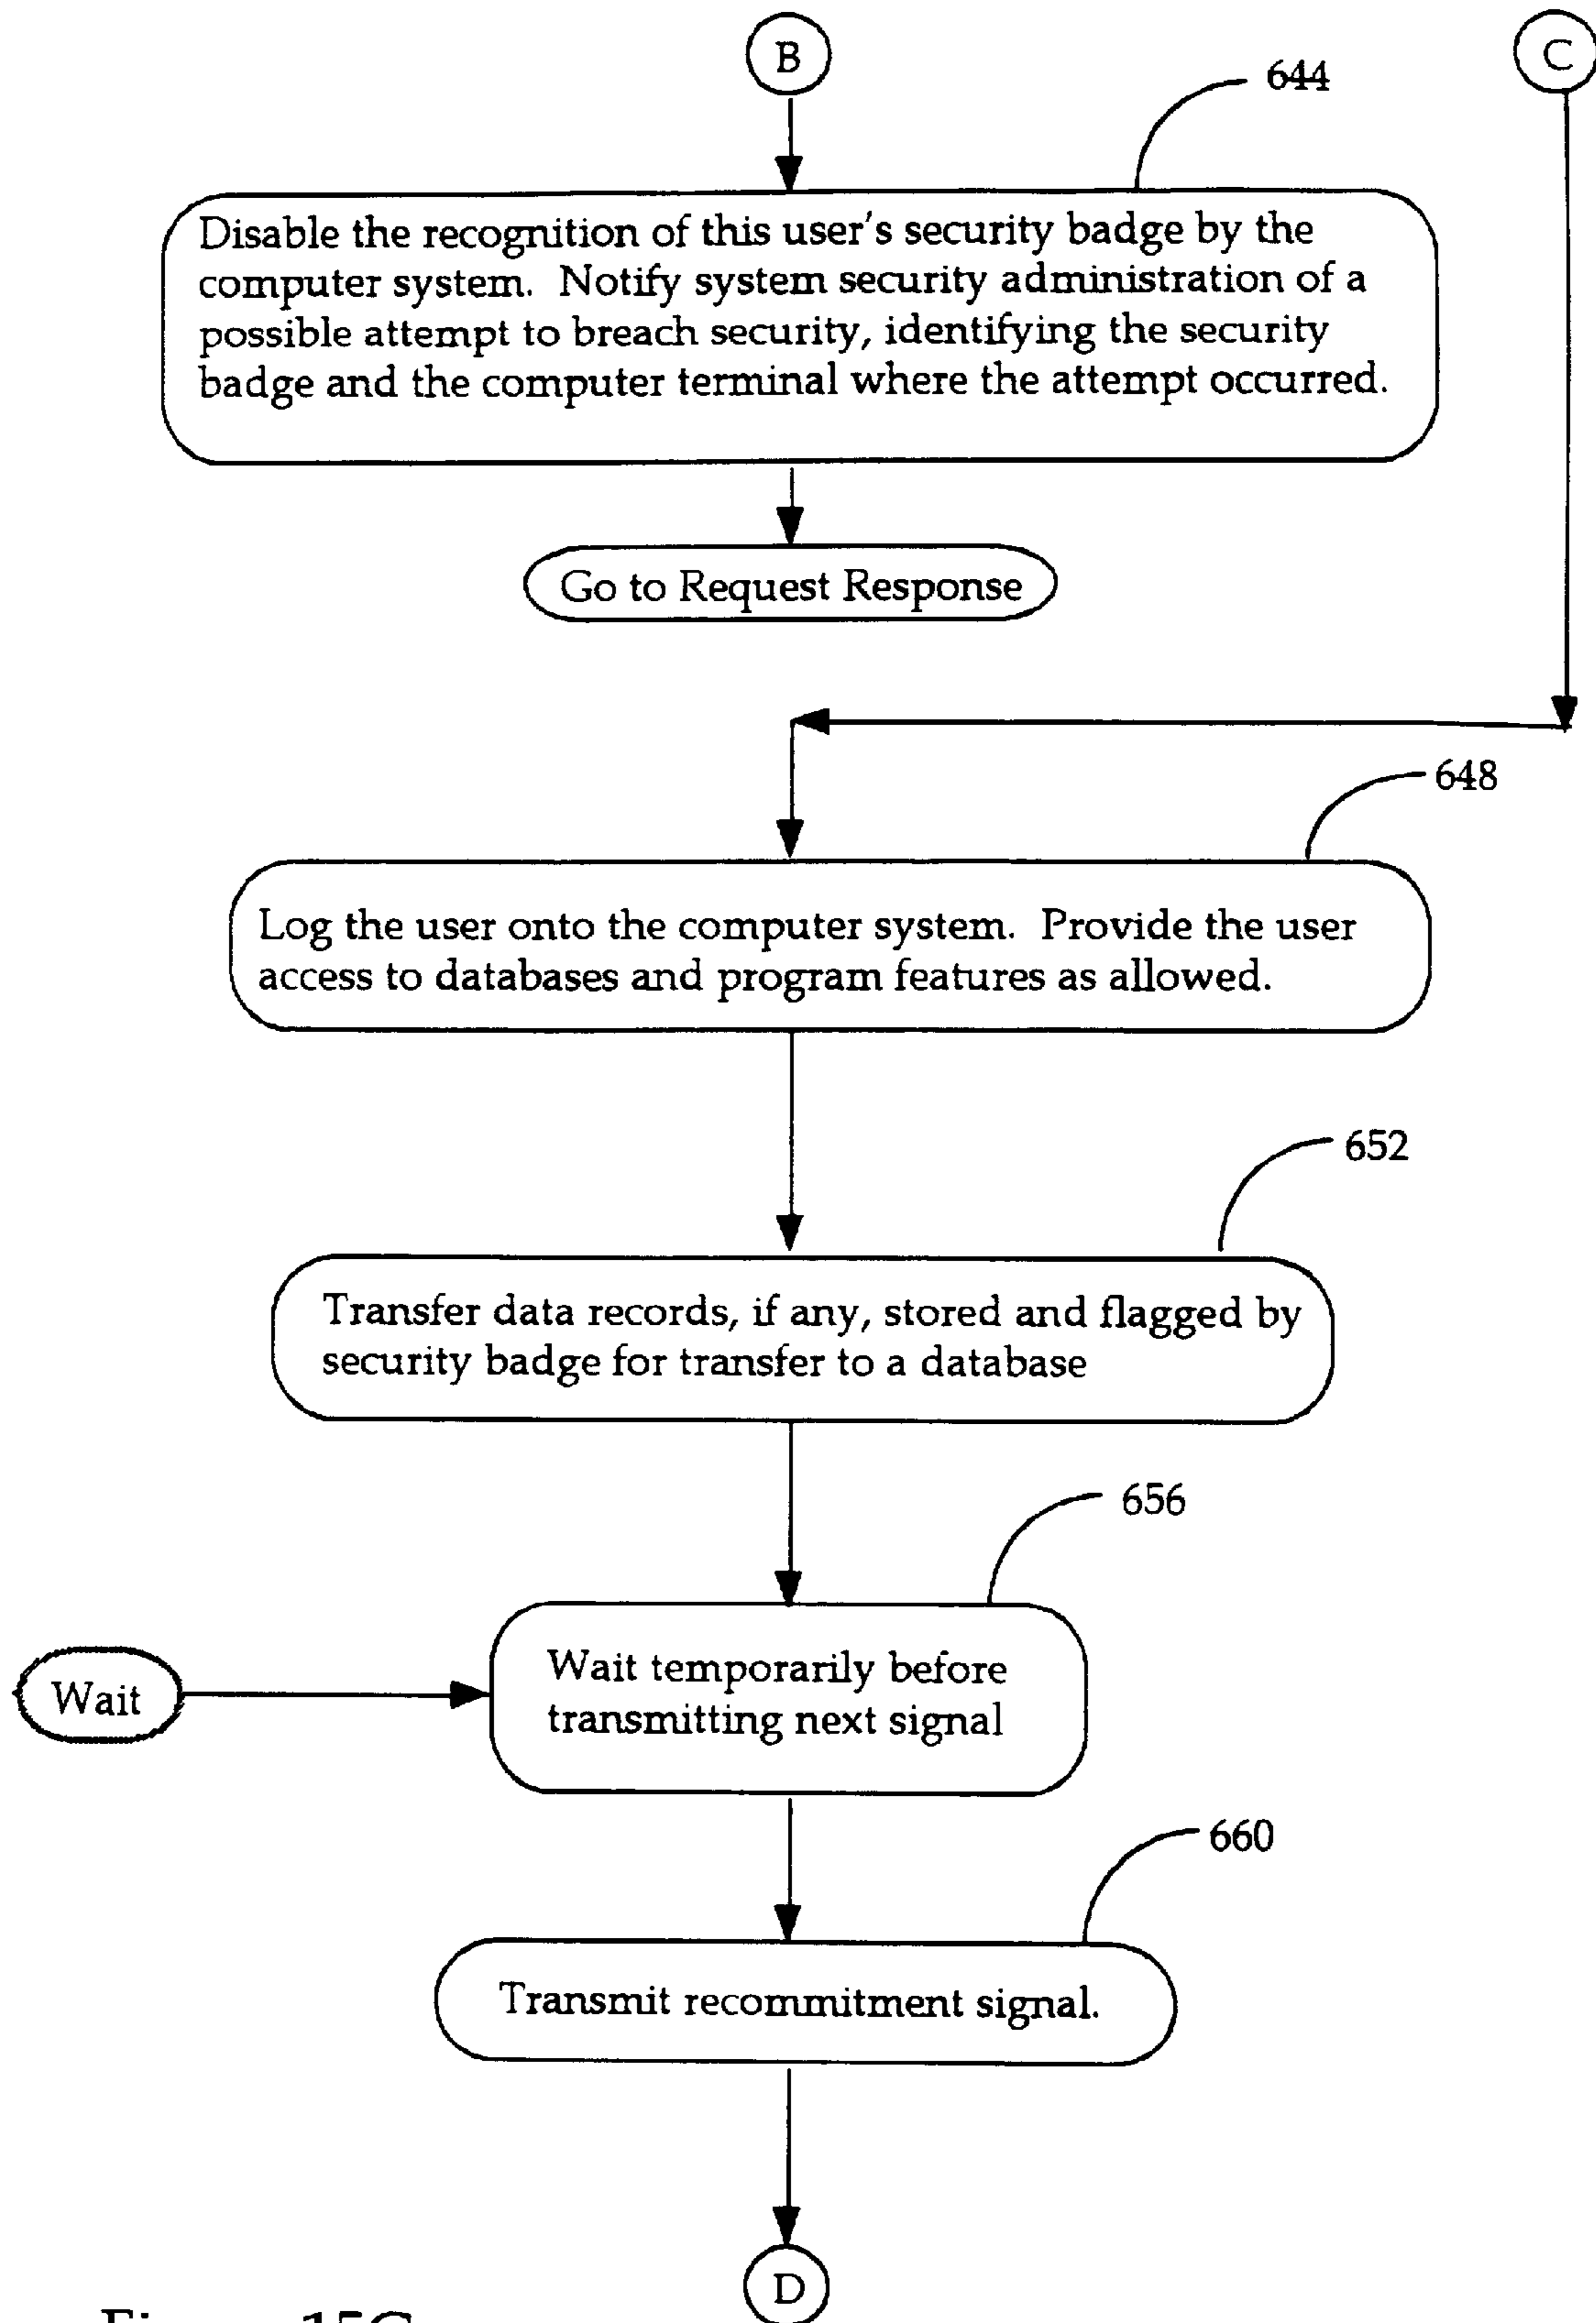 B
C
644
Disable the recognition of this user's security badge by the
computer system. Notify system security administration of a
possible attempt to breach security, identifying the security
badge and the computer terminal where the attempt occurred.
Go to Request Response
648
Log the user onto the computer system. Provide the user
access to databases and program features as allowed.
652
Transfer data records, if any, stored and flagged by
security badge for transfer to a database
656
Wait
Wait temporarily before
transmitting next signal
660
Transmit recommitment signal.
D